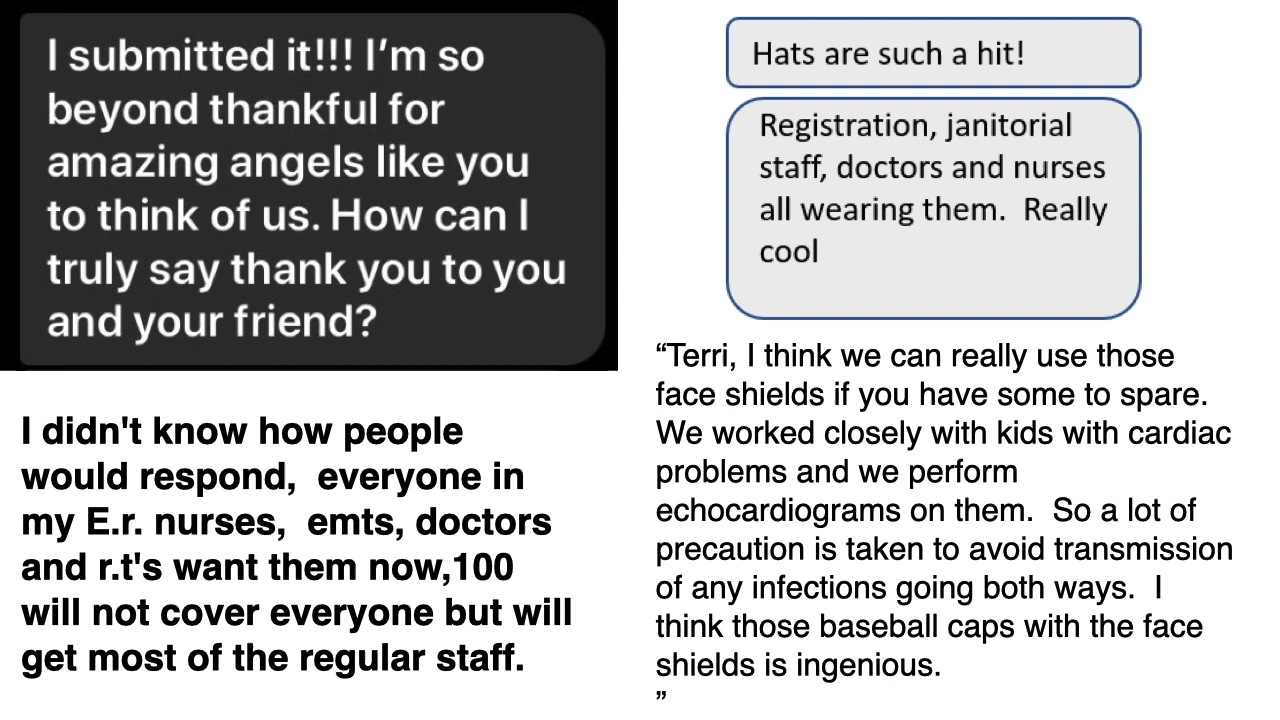 I submitted it!!! I’m so
beyond thankful for
amazing angels like you
to think of us. How can I
truly say thank you to you
and your friend?
I didn't know how people
would respond,  everyone in
my E.r. nurses,  emts, doctors
and r.t's want them now,100
will not cover everyone but will
get most of the regular staff.
Hats are such a hit!
Registration, janitorial
staff, doctors and nurses
all wearing them.  Really
cool
“Terri, I think we can really use those
face shields if you have some to spare.
We worked closely with kids with cardiac
problems and we perform
echocardiograms on them.  So a lot of
precaution is taken to avoid transmission
of any infections going both ways.  I
think those baseball caps with the face
shields is ingenious.
”